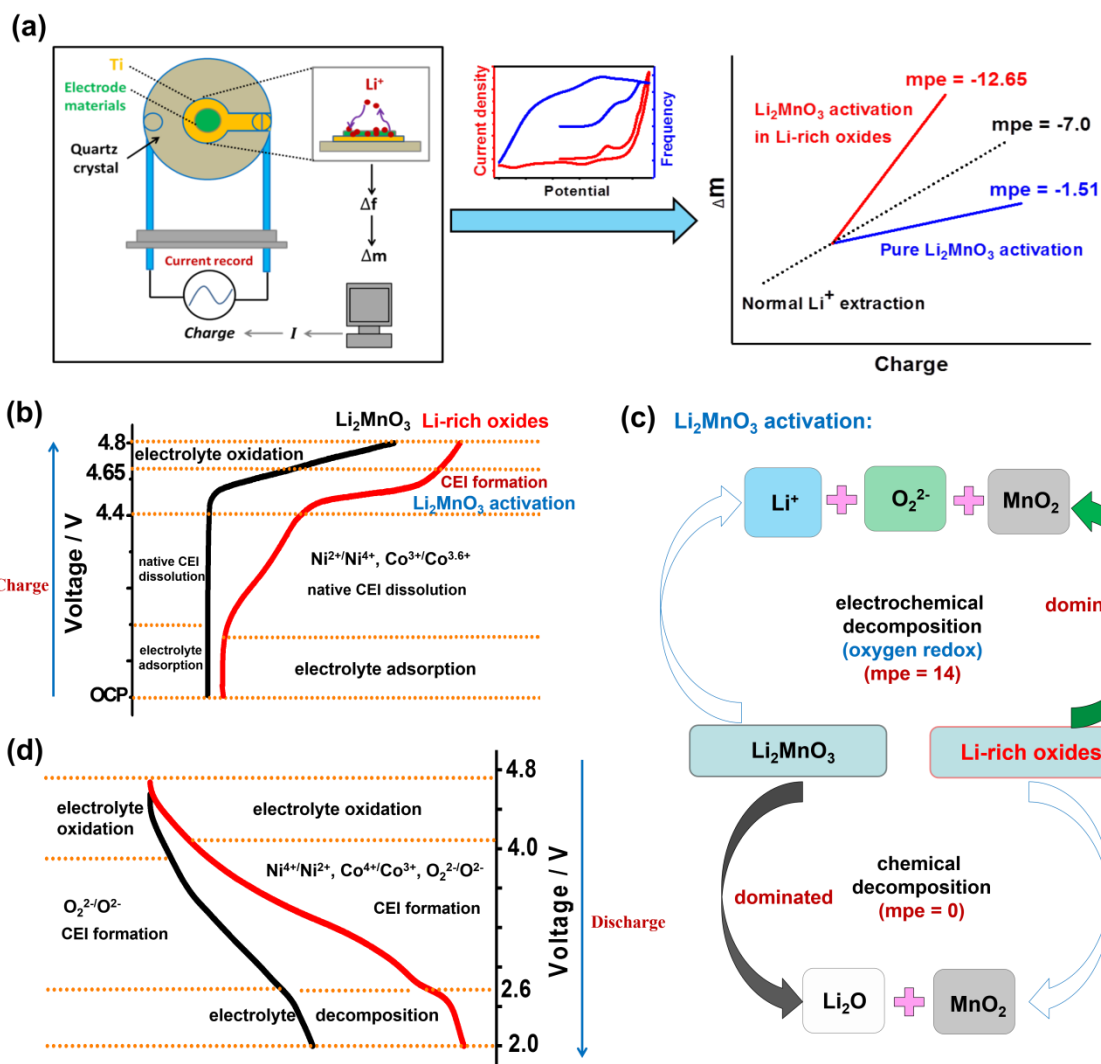 (a)
Ti
Electrode
materials
Li⁺
Quartz
crystal
Δf
Δm
Current record
Charge
I
Current density
Frequency
Potential
Δm
mpe = -12.65
Li₂MnO₃ activation
in Li-rich oxides
mpe = -7.0
mpe = -1.51
Pure Li₂MnO₃ activation
Normal Li⁺ extraction
Charge
(b)
Li₂MnO₃
Li-rich oxides
4.8
electrolyte oxidation
4.65
CEI formation
Li₂MnO₃ activation
4.4
Voltage / V
Charge
native CEI
dissolution
Ni²⁺/Ni⁴⁺, Co³⁺/Co³·⁶⁺
native CEI dissolution
electrolyte
adsorption
electrolyte adsorption
OCP
(c)
Li₂MnO₃ activation:
Li⁺
O₂²⁻
MnO₂
electrochemical
decomposition
(oxygen redox)
(mpe = 14)
domin
Li₂MnO₃
Li-rich oxides
dominated
chemical
decomposition
(mpe = 0)
Li₂O
MnO₂
(d)
4.8
electrolyte
oxidation
electrolyte oxidation
4.0
Ni⁴⁺/Ni²⁺, Co⁴⁺/Co³⁺, O₂²⁻/O²⁻
CEI formation
O₂²⁻/O²⁻
CEI formation
Voltage / V
Discharge
2.6
electrolyte decomposition
2.0